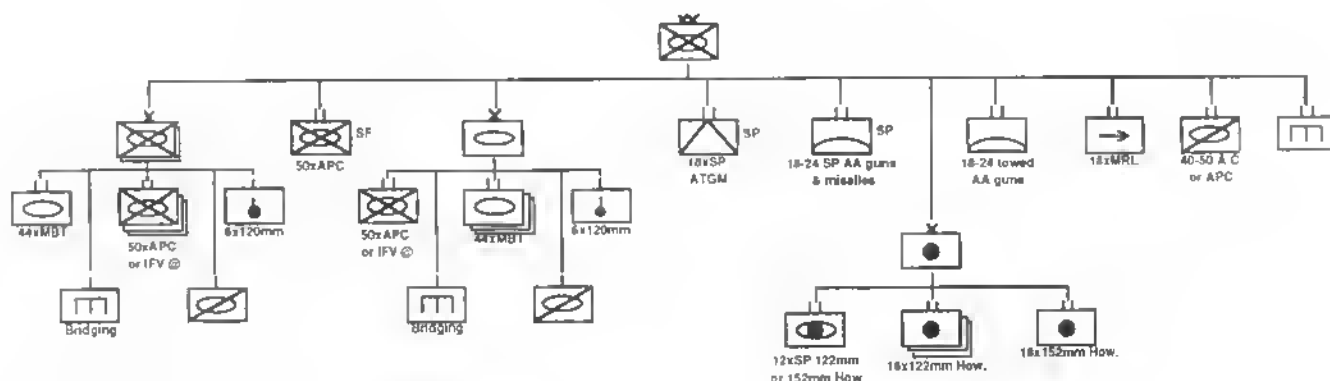 SF
50xAPC
18xSP
ATGM
SP
18-24 SP AA guns
& missiles
SP
18-24 towed
AA guns
18xMRL
40-50 A C
or APC
44xMBT
50xAPC
or IFV @
6x120mm
Bridging
50xAPC
or IFV @
44xMBT
6x120mm
Bridging
12xSP 122mm
or 152mm How
18x122mm How.
18x152mm How.